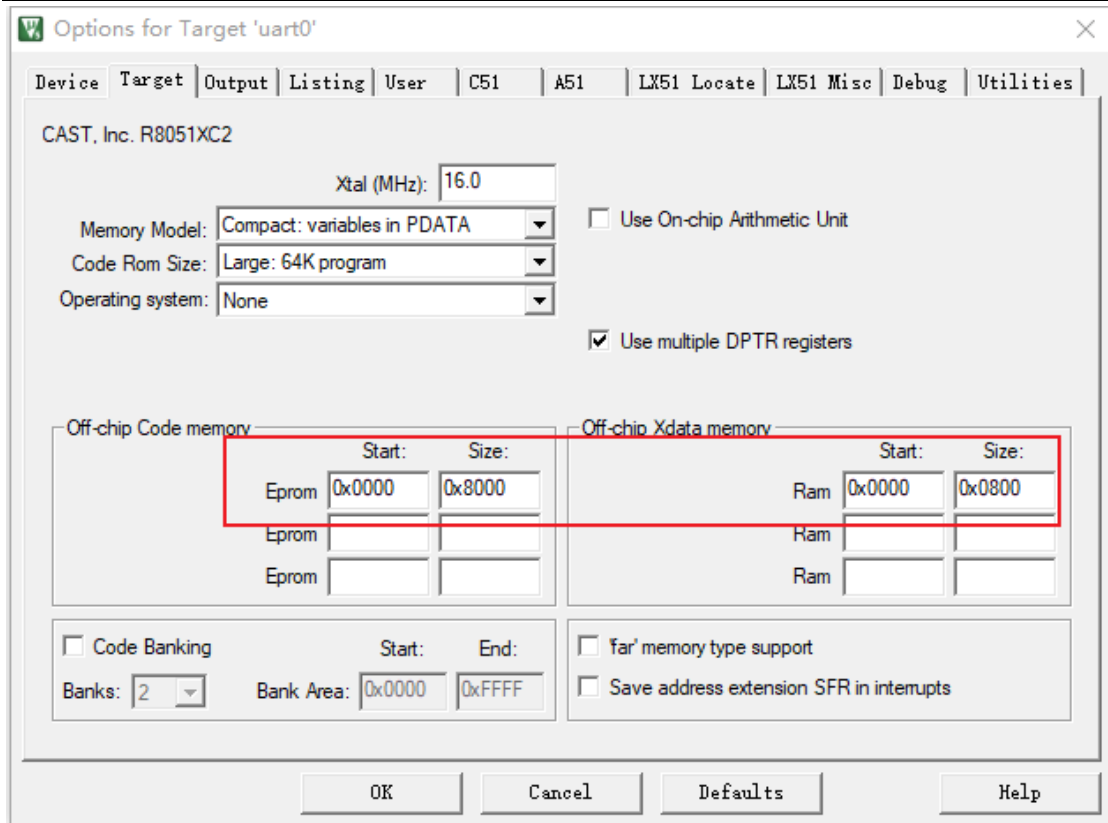 Options for Target 'uart0'
Device Target Output Listing User C51 A51 LX51 Locate LX51 Misc Debug Utilities
CAST, Inc. R8051XC2
Xtal (MHz): 16.0
Memory Model: Compact: variables in PDATA
Use On-chip Arithmetic Unit
Code Rom Size: Large: 64K program
Operating system: None
Use multiple DPTR registers
Off-chip Code memory
Start: Size:
Eprom 0x0000 0x8000
Eprom
Eprom
Off-chip Xdata memory
Start: Size:
Ram 0x0000 0x0800
Ram
Ram
Code Banking Start: End:
Banks: 2 Bank Area: 0x0000 0xFFFF
'far' memory type support
Save address extension SFR in interrupts
OK Cancel Defaults Help